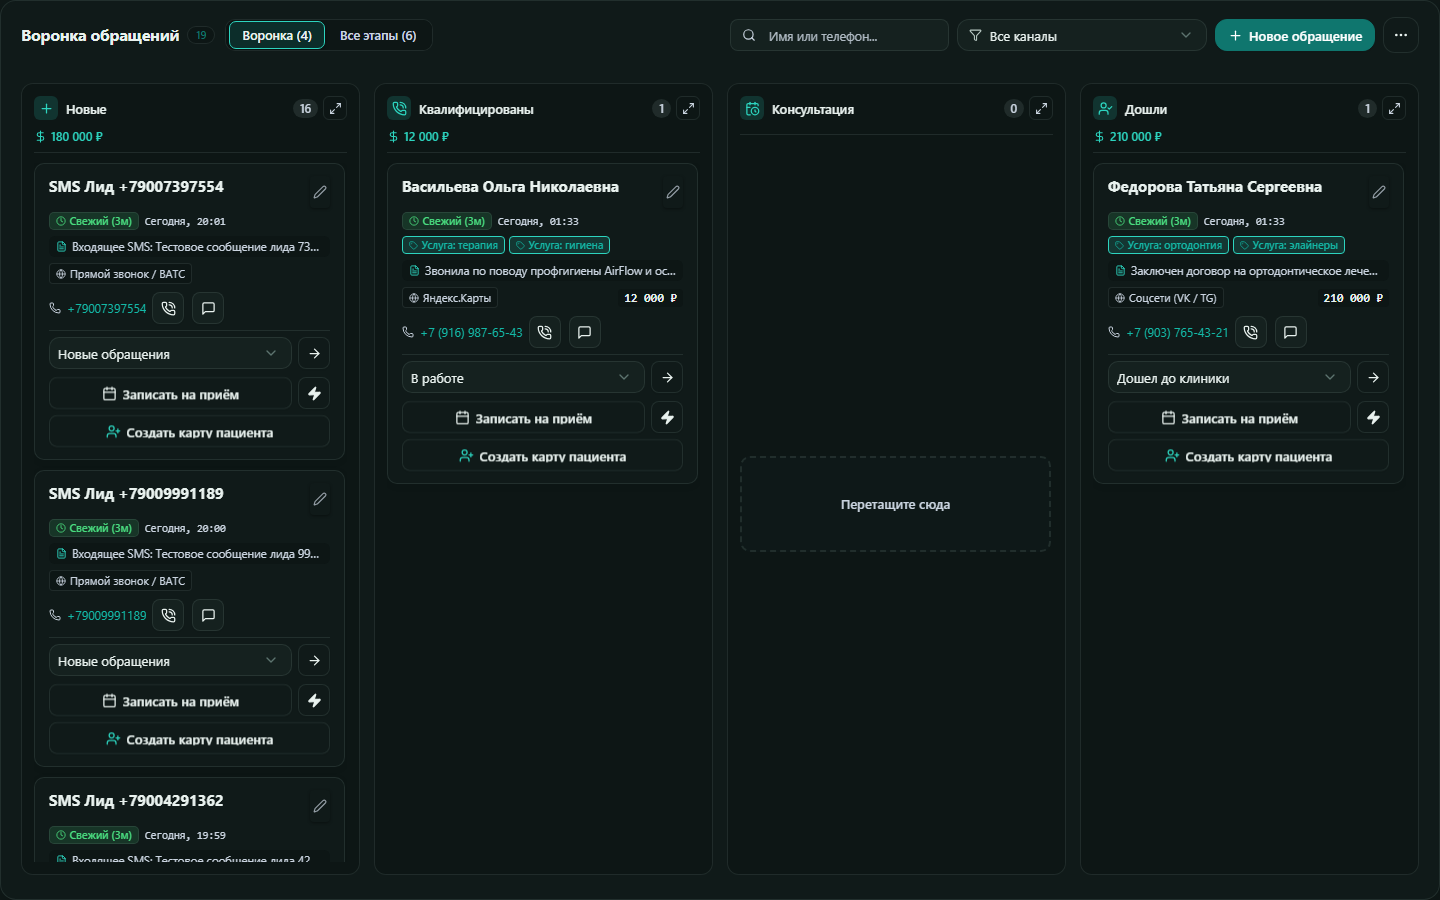 Воронка обращений 19 Воронка (4) Все этапы (6) Имя или телефон... Все каналы Новое обращение
Новые 16
180 000 ₽
SMS Лид +79007397554
Свежий (3м) Сегодня, 20:01
Входящее SMS: Тестовое сообщение лида 73...
Прямой звонок / ВАТС
+79007397554
Новые обращения
Записать на приём
Создать карту пациента
SMS Лид +79009991189
Свежий (3м) Сегодня, 20:00
Входящее SMS: Тестовое сообщение лида 99...
Прямой звонок / ВАТС
+79009991189
Новые обращения
Записать на приём
Создать карту пациента
SMS Лид +79004291362
Свежий (3м) Сегодня, 19:59
Входящее SMS: Тестовое сообщение лида 42...
Квалифицированы 1
12 000 ₽
Васильева Ольга Николаевна
Свежий (3м) Сегодня, 01:33
Услуга: терапия Услуга: гигиена
Звонила по поводу профгигиены AirFlow и ос...
Яндекс.Карты 12 000 ₽
+7 (916) 987-65-43
В работе
Записать на приём
Создать карту пациента
Консультация 0
Перетащите сюда
Дошли 1
210 000 ₽
Федорова Татьяна Сергеевна
Свежий (3м) Сегодня, 01:33
Услуга: ортодонтия Услуга: элайнеры
Заключен договор на ортодонтическое лече...
Соцсети (VK / TG) 210 000 ₽
+7 (903) 765-43-21
Дошел до клиники
Записать на приём
Создать карту пациента